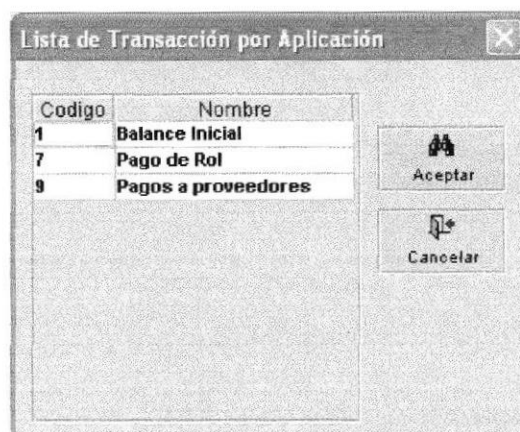 Lista de Transacción por Aplicación
Codigo Nombre
1 Balance Inicial
7 Pago de Rol
9 Pagos a proveedores
Aceptar
Cancelar